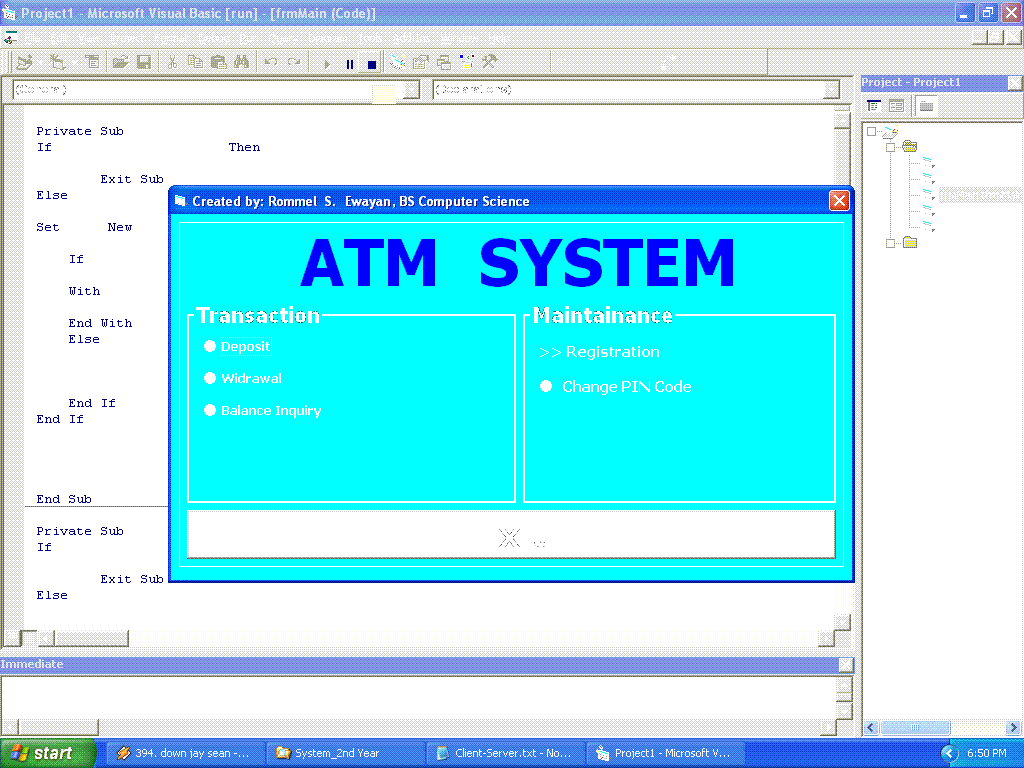 Project1 - Microsoft Visual Basic [run] - [frmMain (Code)]
(General)
(Declarations)
Project - Project1
Private Sub
If Then
Exit Sub
Else
Set New
If
With
End With
Else
End If
End If
End Sub
Private Sub
If
Exit Sub
Else
Created by: Rommel S. Ewayan, BS Computer Science
ATM SYSTEM
Transaction
Deposit
Widrawal
Balance Inquiry
Maintainance
>> Registration
Change PIN Code
Immediate
start
394. down jay sean -...
System_2nd Year
Client-Server.txt - No...
Project1 - Microsoft V...
6:50 PM